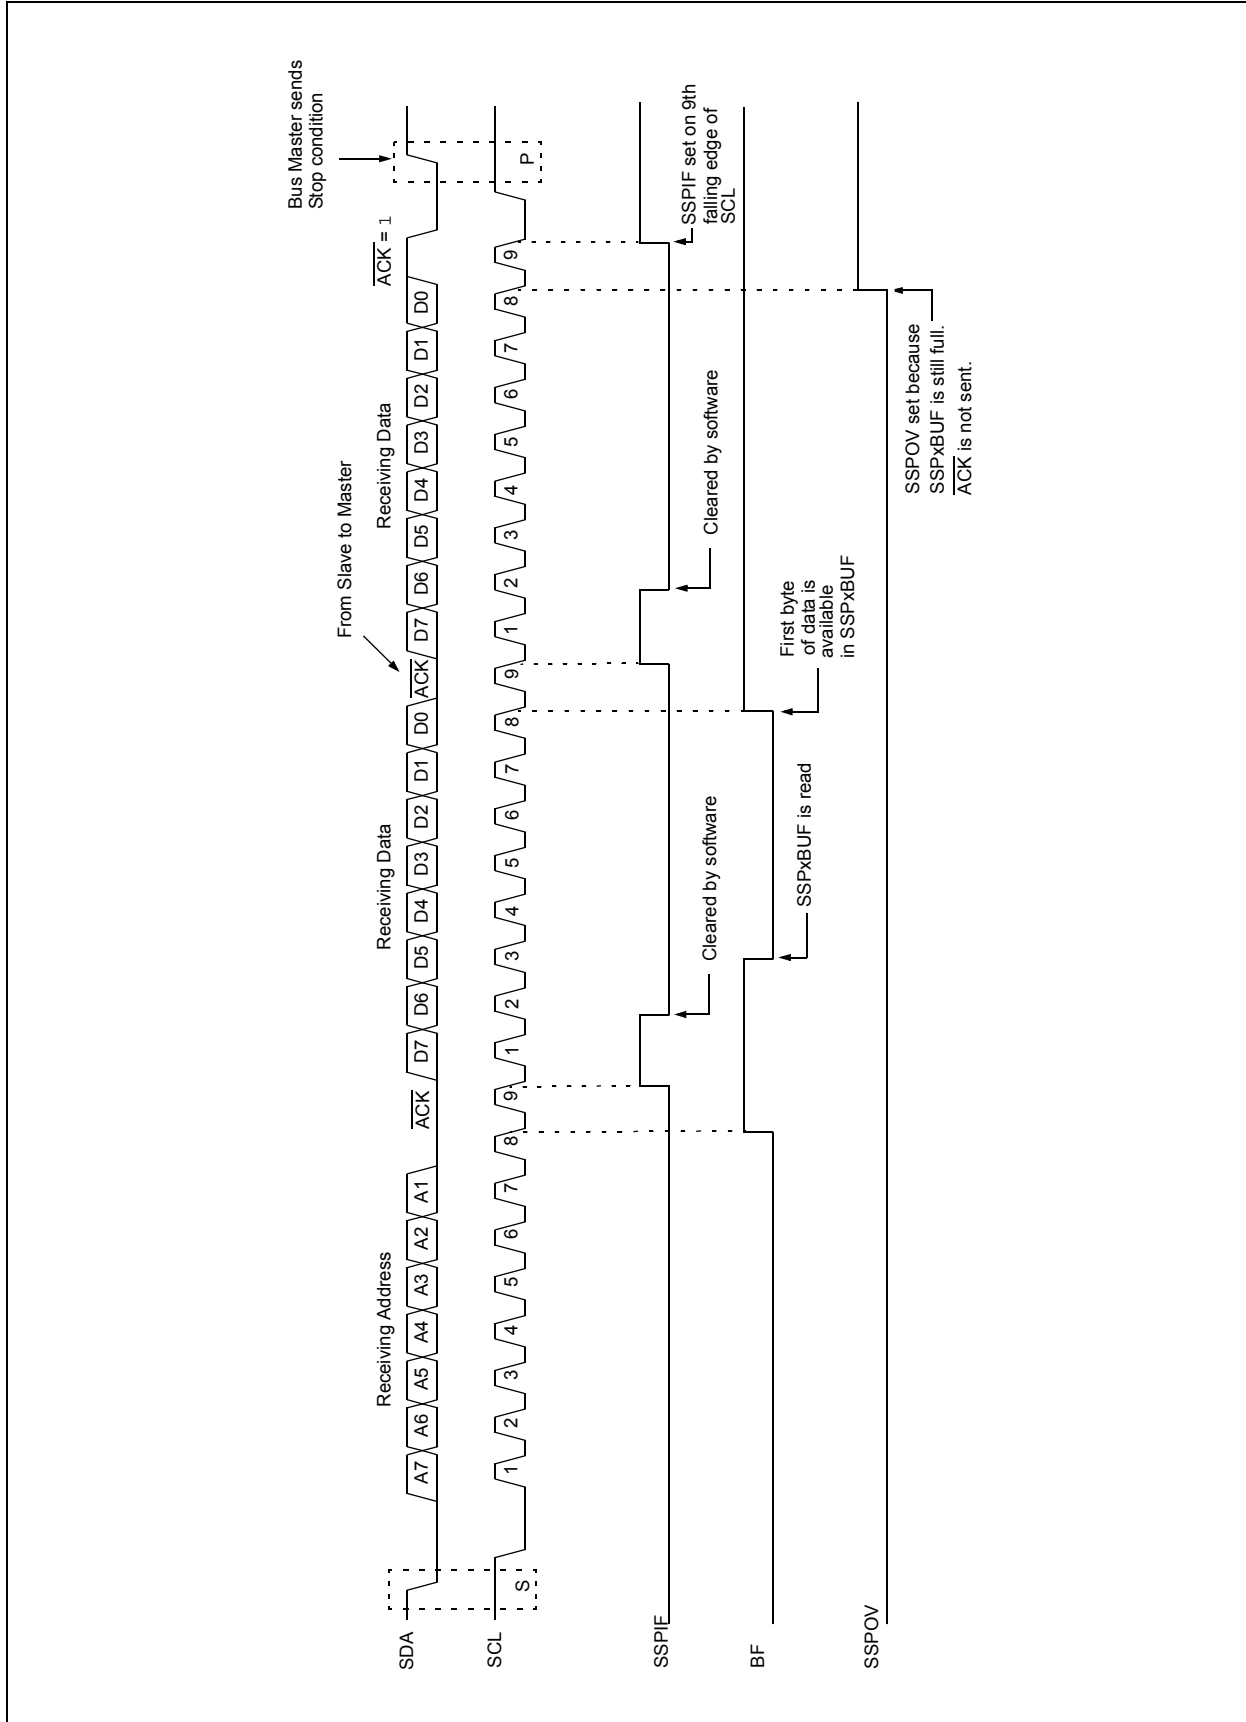 Bus Master sends
Stop condition
From Slave to Master
Receiving Address
Receiving Data
Receiving Data
ACK = 1
SDA
A7 A6 A5 A4 A3 A2 A1
ACK
D7 D6 D5 D4 D3 D2 D1 D0
ACK
D7 D6 D5 D4 D3 D2 D1 D0
SCL
S
1 2 3 4 5 6 7 8 9
1 2 3 4 5 6 7 8 9
1 2 3 4 5 6 7 8 9
P
SSPIF
Cleared by software
Cleared by software
SSPIF set on 9th
falling edge of
SCL
BF
SSPxBUF is read
First byte
of data is
available
in SSPxBUF
SSPOV
SSPOV set because
SSPxBUF is still full.
ACK is not sent.